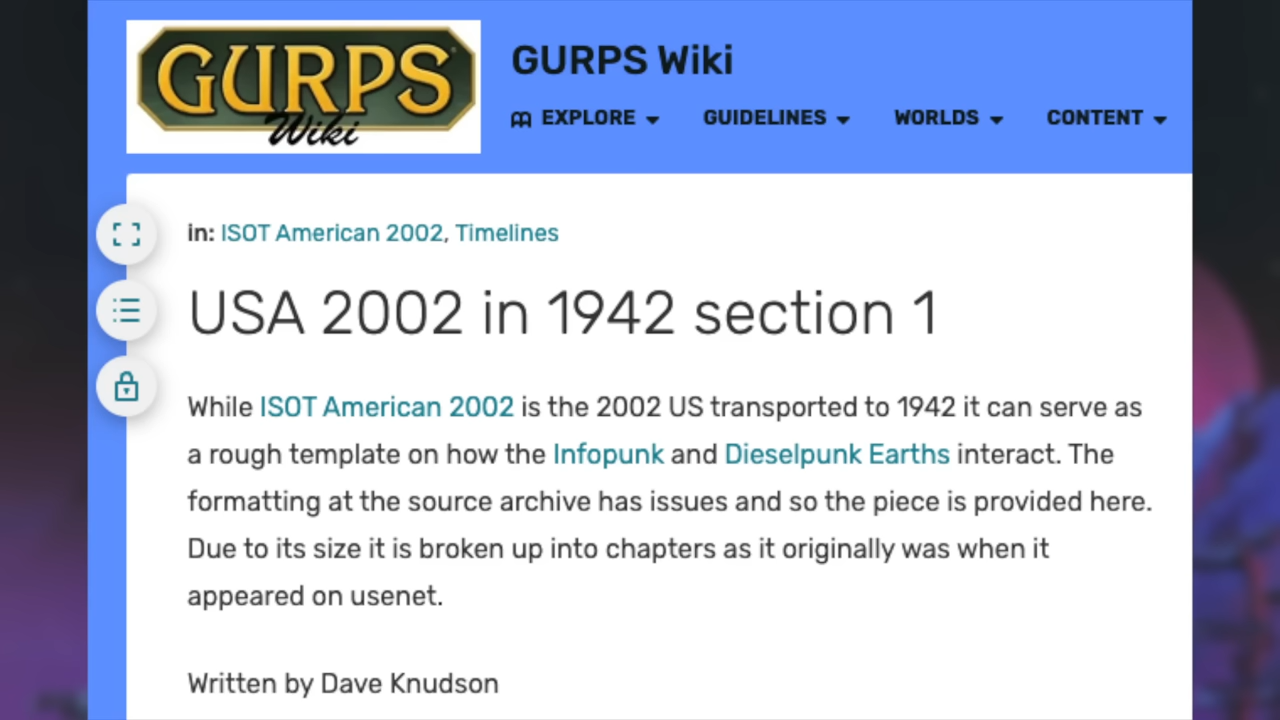 GURPS
Wiki
GURPS Wiki
EXPLORE GUIDELINES WORLDS CONTENT
in: ISOT American 2002, Timelines
USA 2002 in 1942 section 1
While ISOT American 2002 is the 2002 US transported to 1942 it can serve as
a rough template on how the Infopunk and Dieselpunk Earths interact. The
formatting at the source archive has issues and so the piece is provided here.
Due to its size it is broken up into chapters as it originally was when it
appeared on usenet.
Written by Dave Knudson